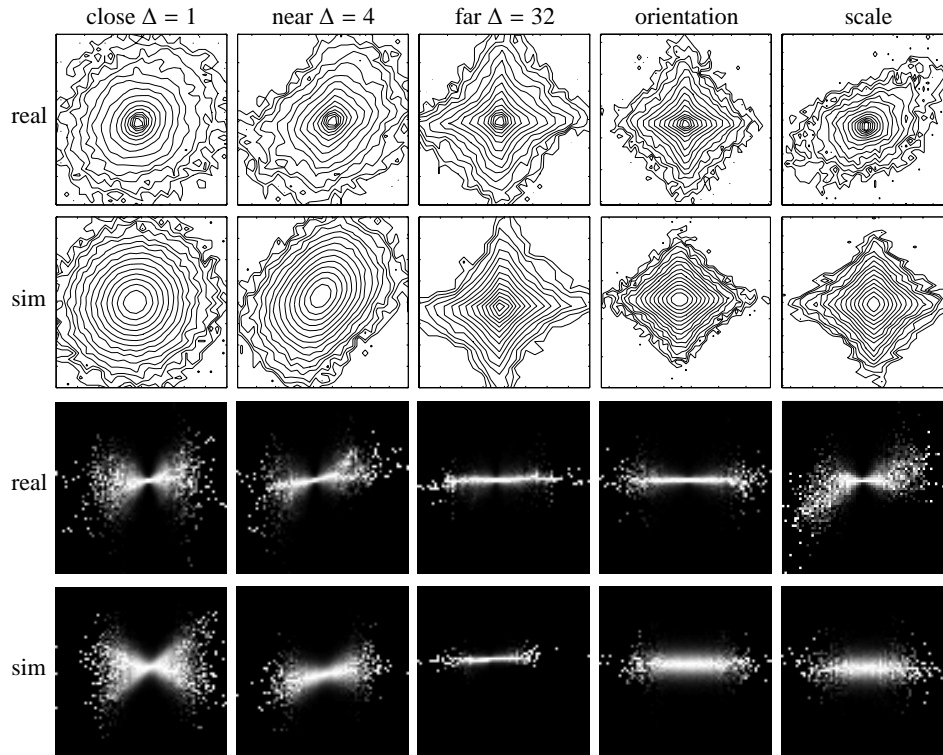 close Δ = 1 near Δ = 4 far Δ = 32 orientation scale
real
sim
real
sim